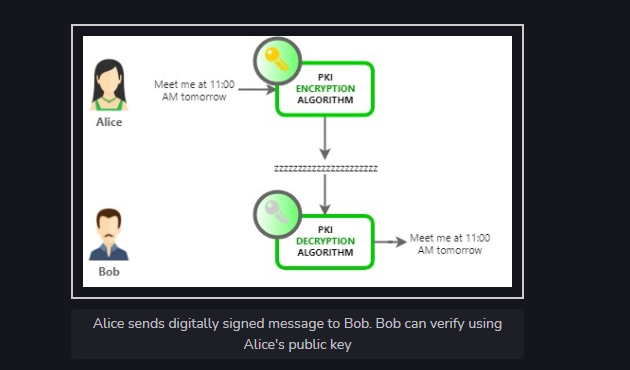 Alice
Meet me at 11:00
AM tomorrow
PKI
ENCRYPTION
ALGORITHM
zzzzzzzzzzzzzzzzzzzzzz
Bob
PKI
DECRYPTION
ALGORITHM
Meet me at 11:00
AM tomorrow
Alice sends digitally signed message to Bob. Bob can verify using
Alice's public key